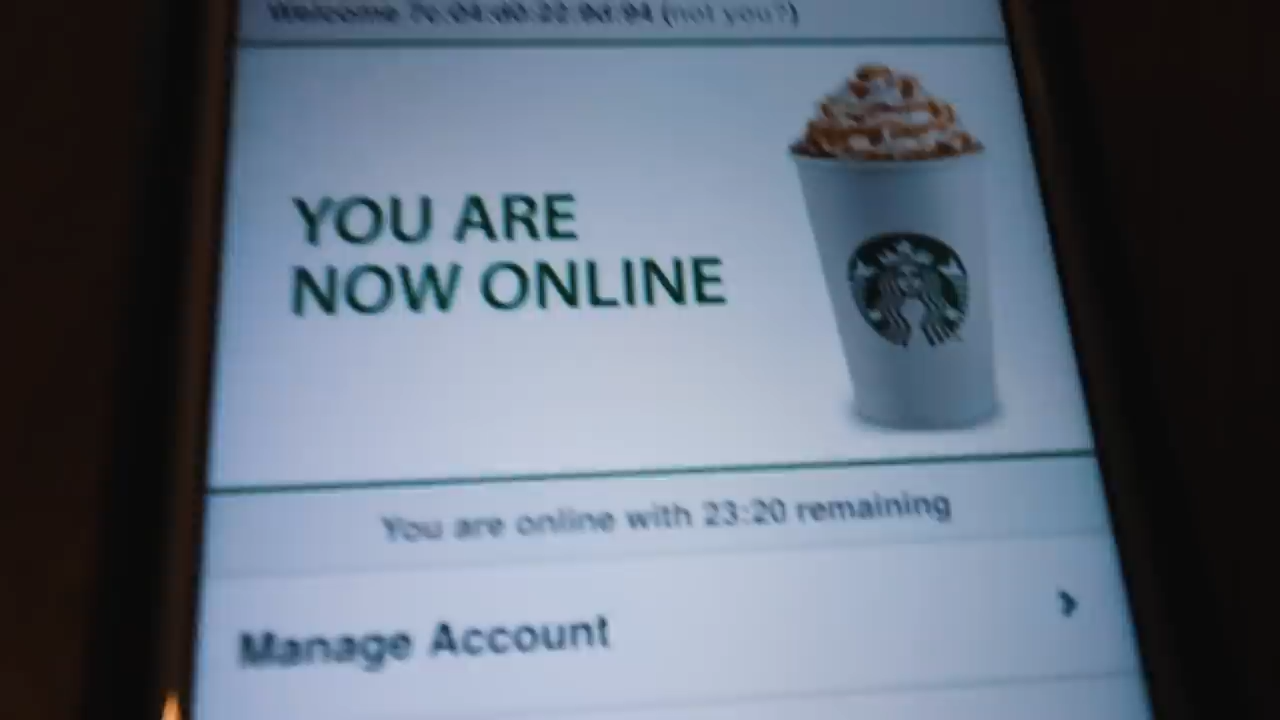 Welcome 7c:04:d0:22:9d:94 (not you?)
YOU ARE
NOW ONLINE
You are online with 23:20 remaining
Manage Account